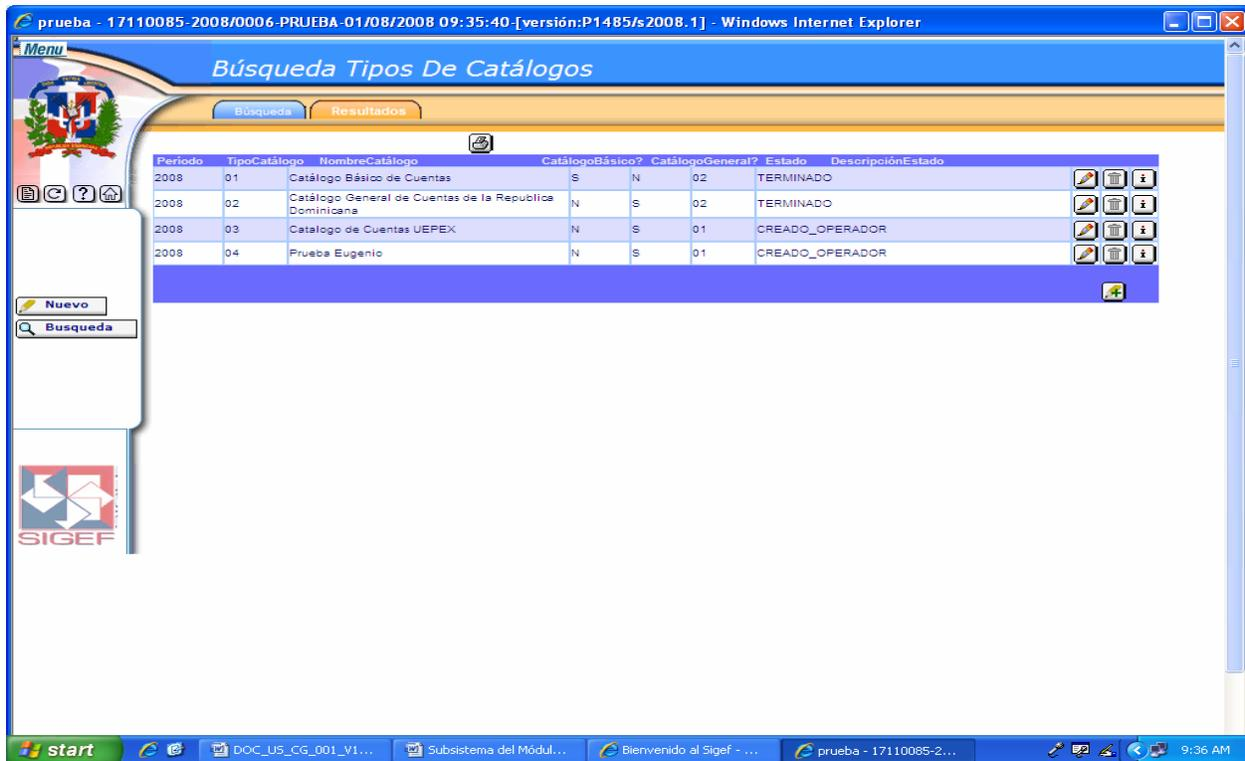 prueba - 17110085-2008/0006-PRUEBA-01/08/2008 09:35:40-[versión:P1485/s2008.1] - Windows Internet Explorer
Menu
Búsqueda Tipos De Catálogos
Búsqueda Resultados
Período TipoCatálogo NombreCatálogo CatálogoBásico? CatálogoGeneral? Estado DescripciónEstado
2008 01 Catálogo Básico de Cuentas S N 02 TERMINADO
2008 02 Catálogo General de Cuentas de la Republica Dominicana N S 02 TERMINADO
2008 03 Catalogo de Cuentas UEPEX N S 01 CREADO_OPERADOR
2008 04 Prueba Eugenio N S 01 CREADO_OPERADOR
Nuevo
Busqueda
SIGEF
start DOC_US_CG_001_V1... Subsistema del Módul... Bienvenido al Sigef - ... prueba - 17110085-2... 9:36 AM